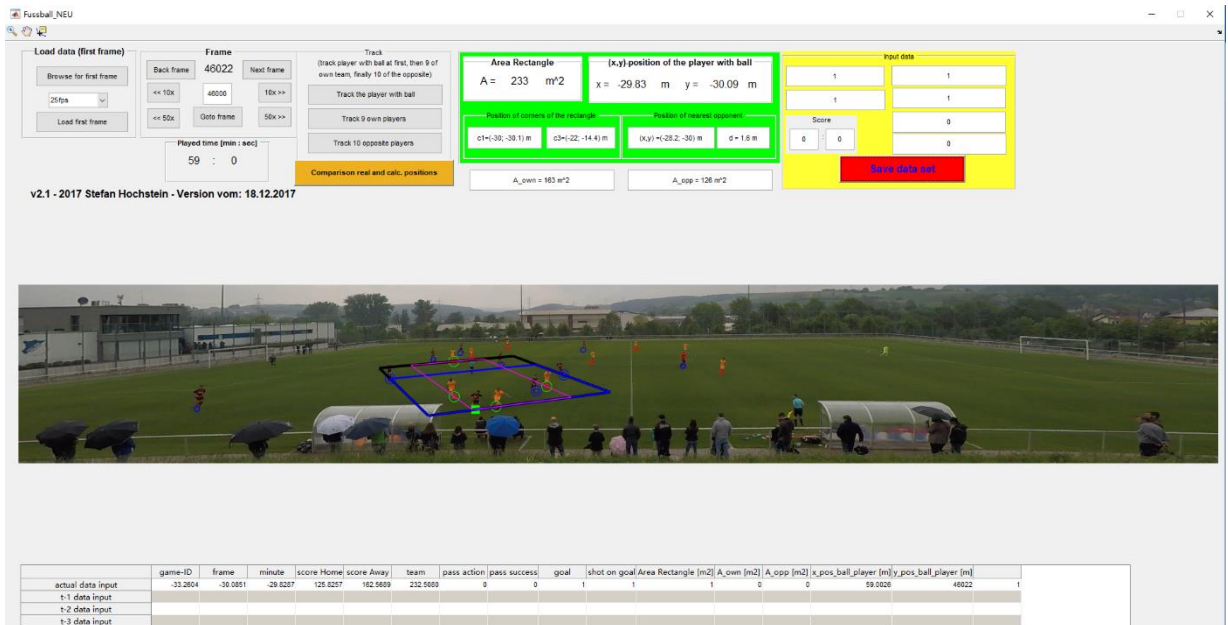 Fussball_NEU
Load data (first frame)
Browse for first frame
25fps
Load first frame
Frame
Back frame 46022 Next frame
<< 10x 46006 10x >>
<< 50x Goto frame 50x >>
Played time [min : sec]
59 : 0
Track
(track player with ball at first, then 9 of
own team, finally 10 of the opposite)
Track the player with ball
Track 9 own players
Track 10 opposite players
Comparison real and calc. positions
Area Rectangle
A = 233 m^2
(x,y)-position of the player with ball
x = -29.83 m y = -30.09 m
Position of corners of the rectangle
c1=(-30; -30.1) m c3=(-22; -14.4) m
Position of nearest opponent
(x,y) =(-28.2; -30) m d = 1.6 m
A_own = 163 m^2
A_opp = 126 m^2
Input data
1 1
1 1
Score
0 : 0
0
0
Save data set
v2.1 - 2017 Stefan Hochstein - Version vom: 18.12.2017
game-ID frame minute score Home score Away team pass action pass success goal shot on goal Area Rectangle [m2] A_own [m2] A_opp [m2] x_pos_ball_player [m] y_pos_ball_player [m]
actual data input -33.2604 -30.0851 -29.8287 125.8257 162.5689 232.5088 0 0 1 1 1 0 0 59.0026 46022 1
t-1 data input
t-2 data input
t-3 data input